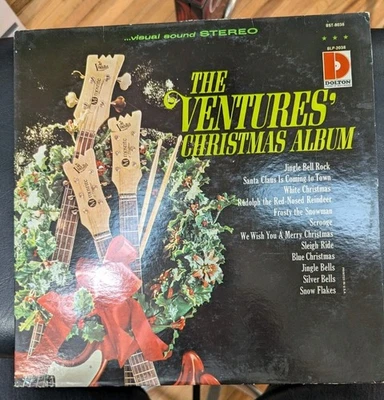 ...visual sound STEREO
BST-8038
BLP-2038
D
DOLTON
THE
VENTURES'
CHRISTMAS ALBUM
Jingle Bell Rock
Santa Claus Is Coming to Town
White Christmas
Rudolph the Red-Nosed Reindeer
Frosty the Snowman
Scrooge
We Wish You A Merry Christmas
Sleigh Ride
Blue Christmas
Jingle Bells
Silver Bells
Snow Flakes